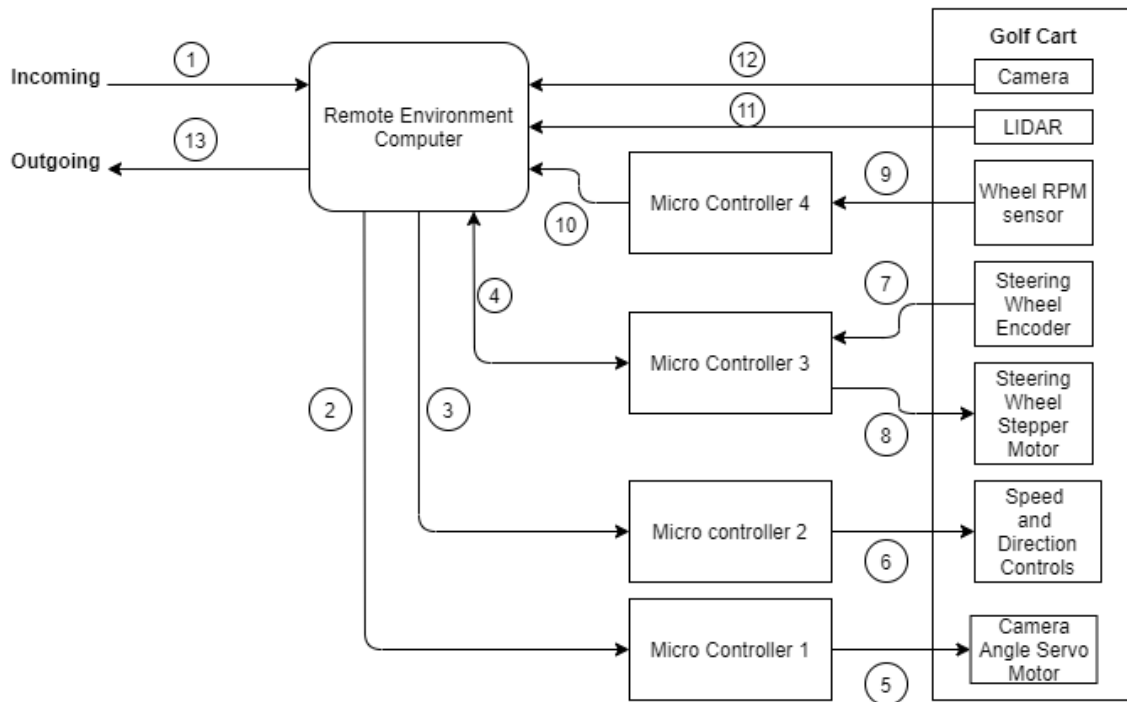 Golf Cart
1
12
Incoming
Camera
Remote Environment
Computer
11
LIDAR
13
Outgoing
9
Micro Controller 4
Wheel RPM
sensor
10
7
Steering
Wheel
Encoder
4
Micro Controller 3
Steering
Wheel
Stepper
Motor
2
3
8
Speed
and
Direction
Controls
Micro controller 2
6
Camera
Angle Servo
Motor
Micro Controller 1
5